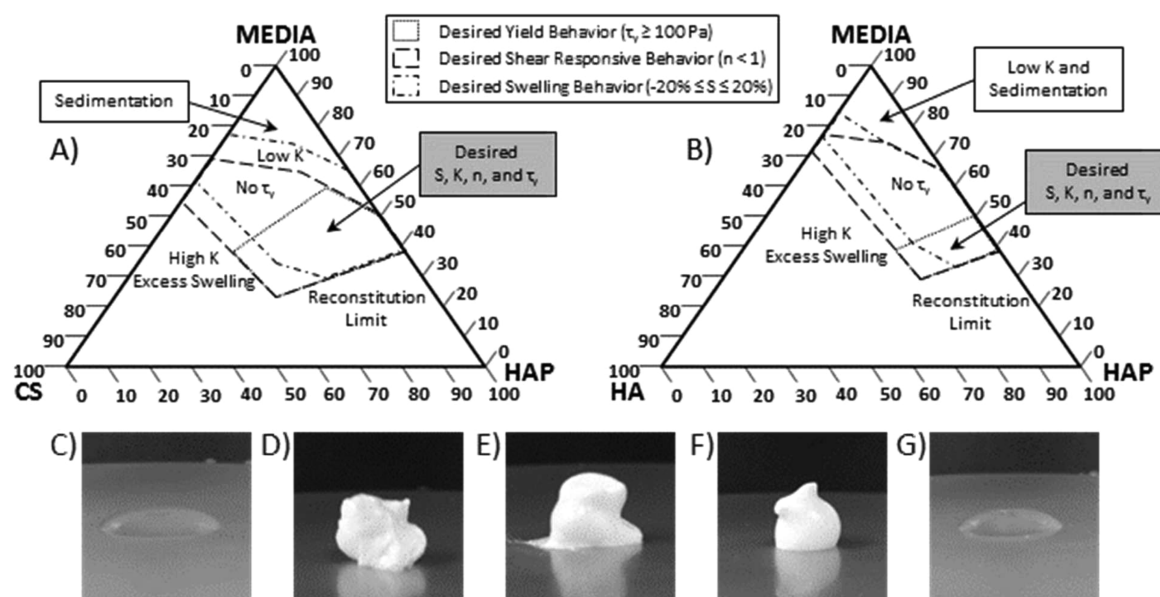 Desired Yield Behavior (τᵧ ≥ 100 Pa)
Desired Shear Responsive Behavior (n < 1)
Desired Swelling Behavior (-20% ≤ S ≤ 20%)
A)
MEDIA
Sedimentation
Low K
No τᵧ
Desired
S, K, n, and τᵧ
High K
Excess Swelling
Reconstitution
Limit
0
10
20
30
40
50
60
70
80
90
100
100
90
80
70
60
50
40
30
20
10
0
CS
HAP
0 10 20 30 40 50 60 70 80 90 100
B)
MEDIA
Low K and
Sedimentation
No τᵧ
Desired
S, K, n, and τᵧ
High K
Excess Swelling
Reconstitution
Limit
0
10
20
30
40
50
60
70
80
90
100
100
90
80
70
60
50
40
30
20
10
0
HA
HAP
0 10 20 30 40 50 60 70 80 90 100
C) D) E) F) G)